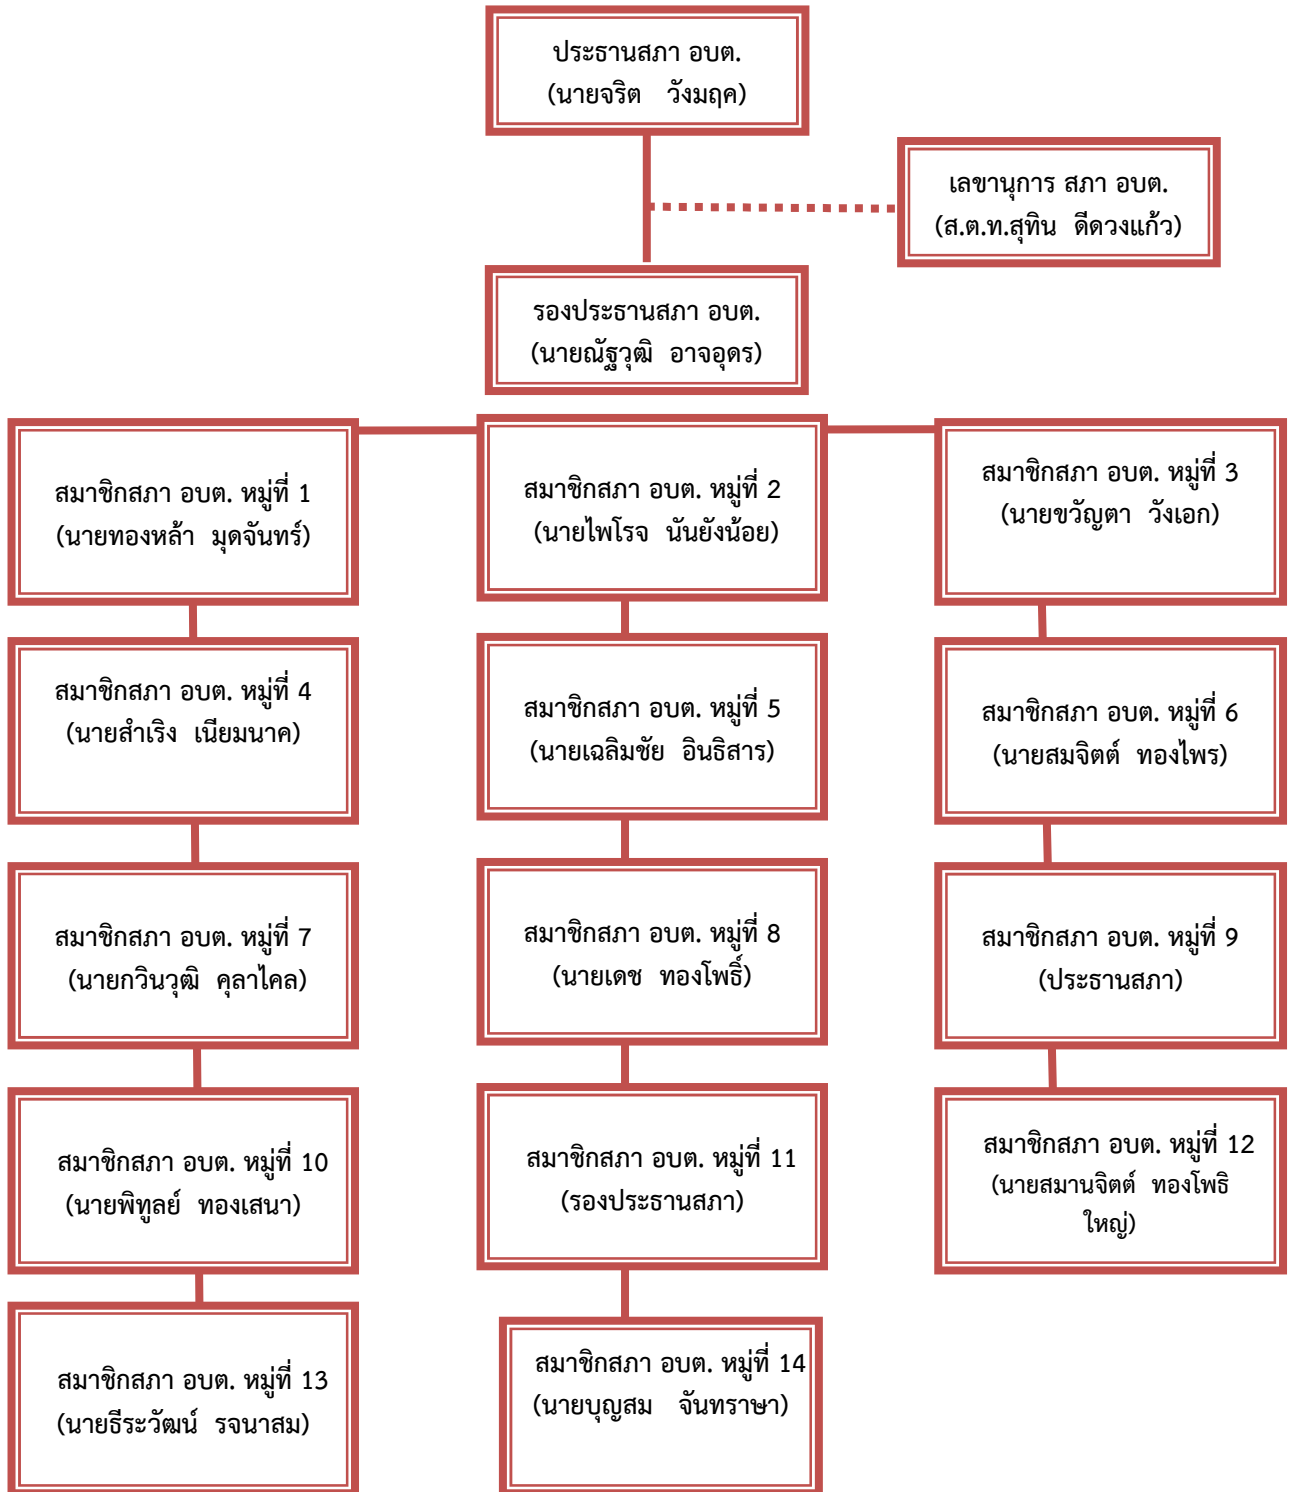 ประธานสภา อบต.
(นายจริต วังมฤค)
เลขานุการ สภา อบต.
(ส.ต.ท.สุทิน ดีดวงแก้ว)
รองประธานสภา อบต.
(นายณัฐวุฒิ อาจอุดร)
สมาชิกสภา อบต. หมู่ที่ 1
(นายทองหล้า มุดจันทร์)
สมาชิกสภา อบต. หมู่ที่ 2
(นายไพโรจ นันยังน้อย)
สมาชิกสภา อบต. หมู่ที่ 3
(นายขวัญตา วังเอก)
สมาชิกสภา อบต. หมู่ที่ 4
(นายสำเริง เนียมนาค)
สมาชิกสภา อบต. หมู่ที่ 5
(นายเฉลิมชัย อินธิสาร)
สมาชิกสภา อบต. หมู่ที่ 6
(นายสมจิตต์ ทองไพร)
สมาชิกสภา อบต. หมู่ที่ 7
(นายกวินวุฒิ คุลาไคล)
สมาชิกสภา อบต. หมู่ที่ 8
(นายเดช ทองโพธิ์)
สมาชิกสภา อบต. หมู่ที่ 9
(ประธานสภา)
สมาชิกสภา อบต. หมู่ที่ 10
(นายพิทูลย์ ทองเสนา)
สมาชิกสภา อบต. หมู่ที่ 11
(รองประธานสภา)
สมาชิกสภา อบต. หมู่ที่ 12
(นายสมานจิตต์ ทองโพธิ
ใหญ่)
สมาชิกสภา อบต. หมู่ที่ 13
(นายธีระวัฒน์ รจนาสม)
สมาชิกสภา อบต. หมู่ที่ 14
(นายบุญสม จันทราษา)